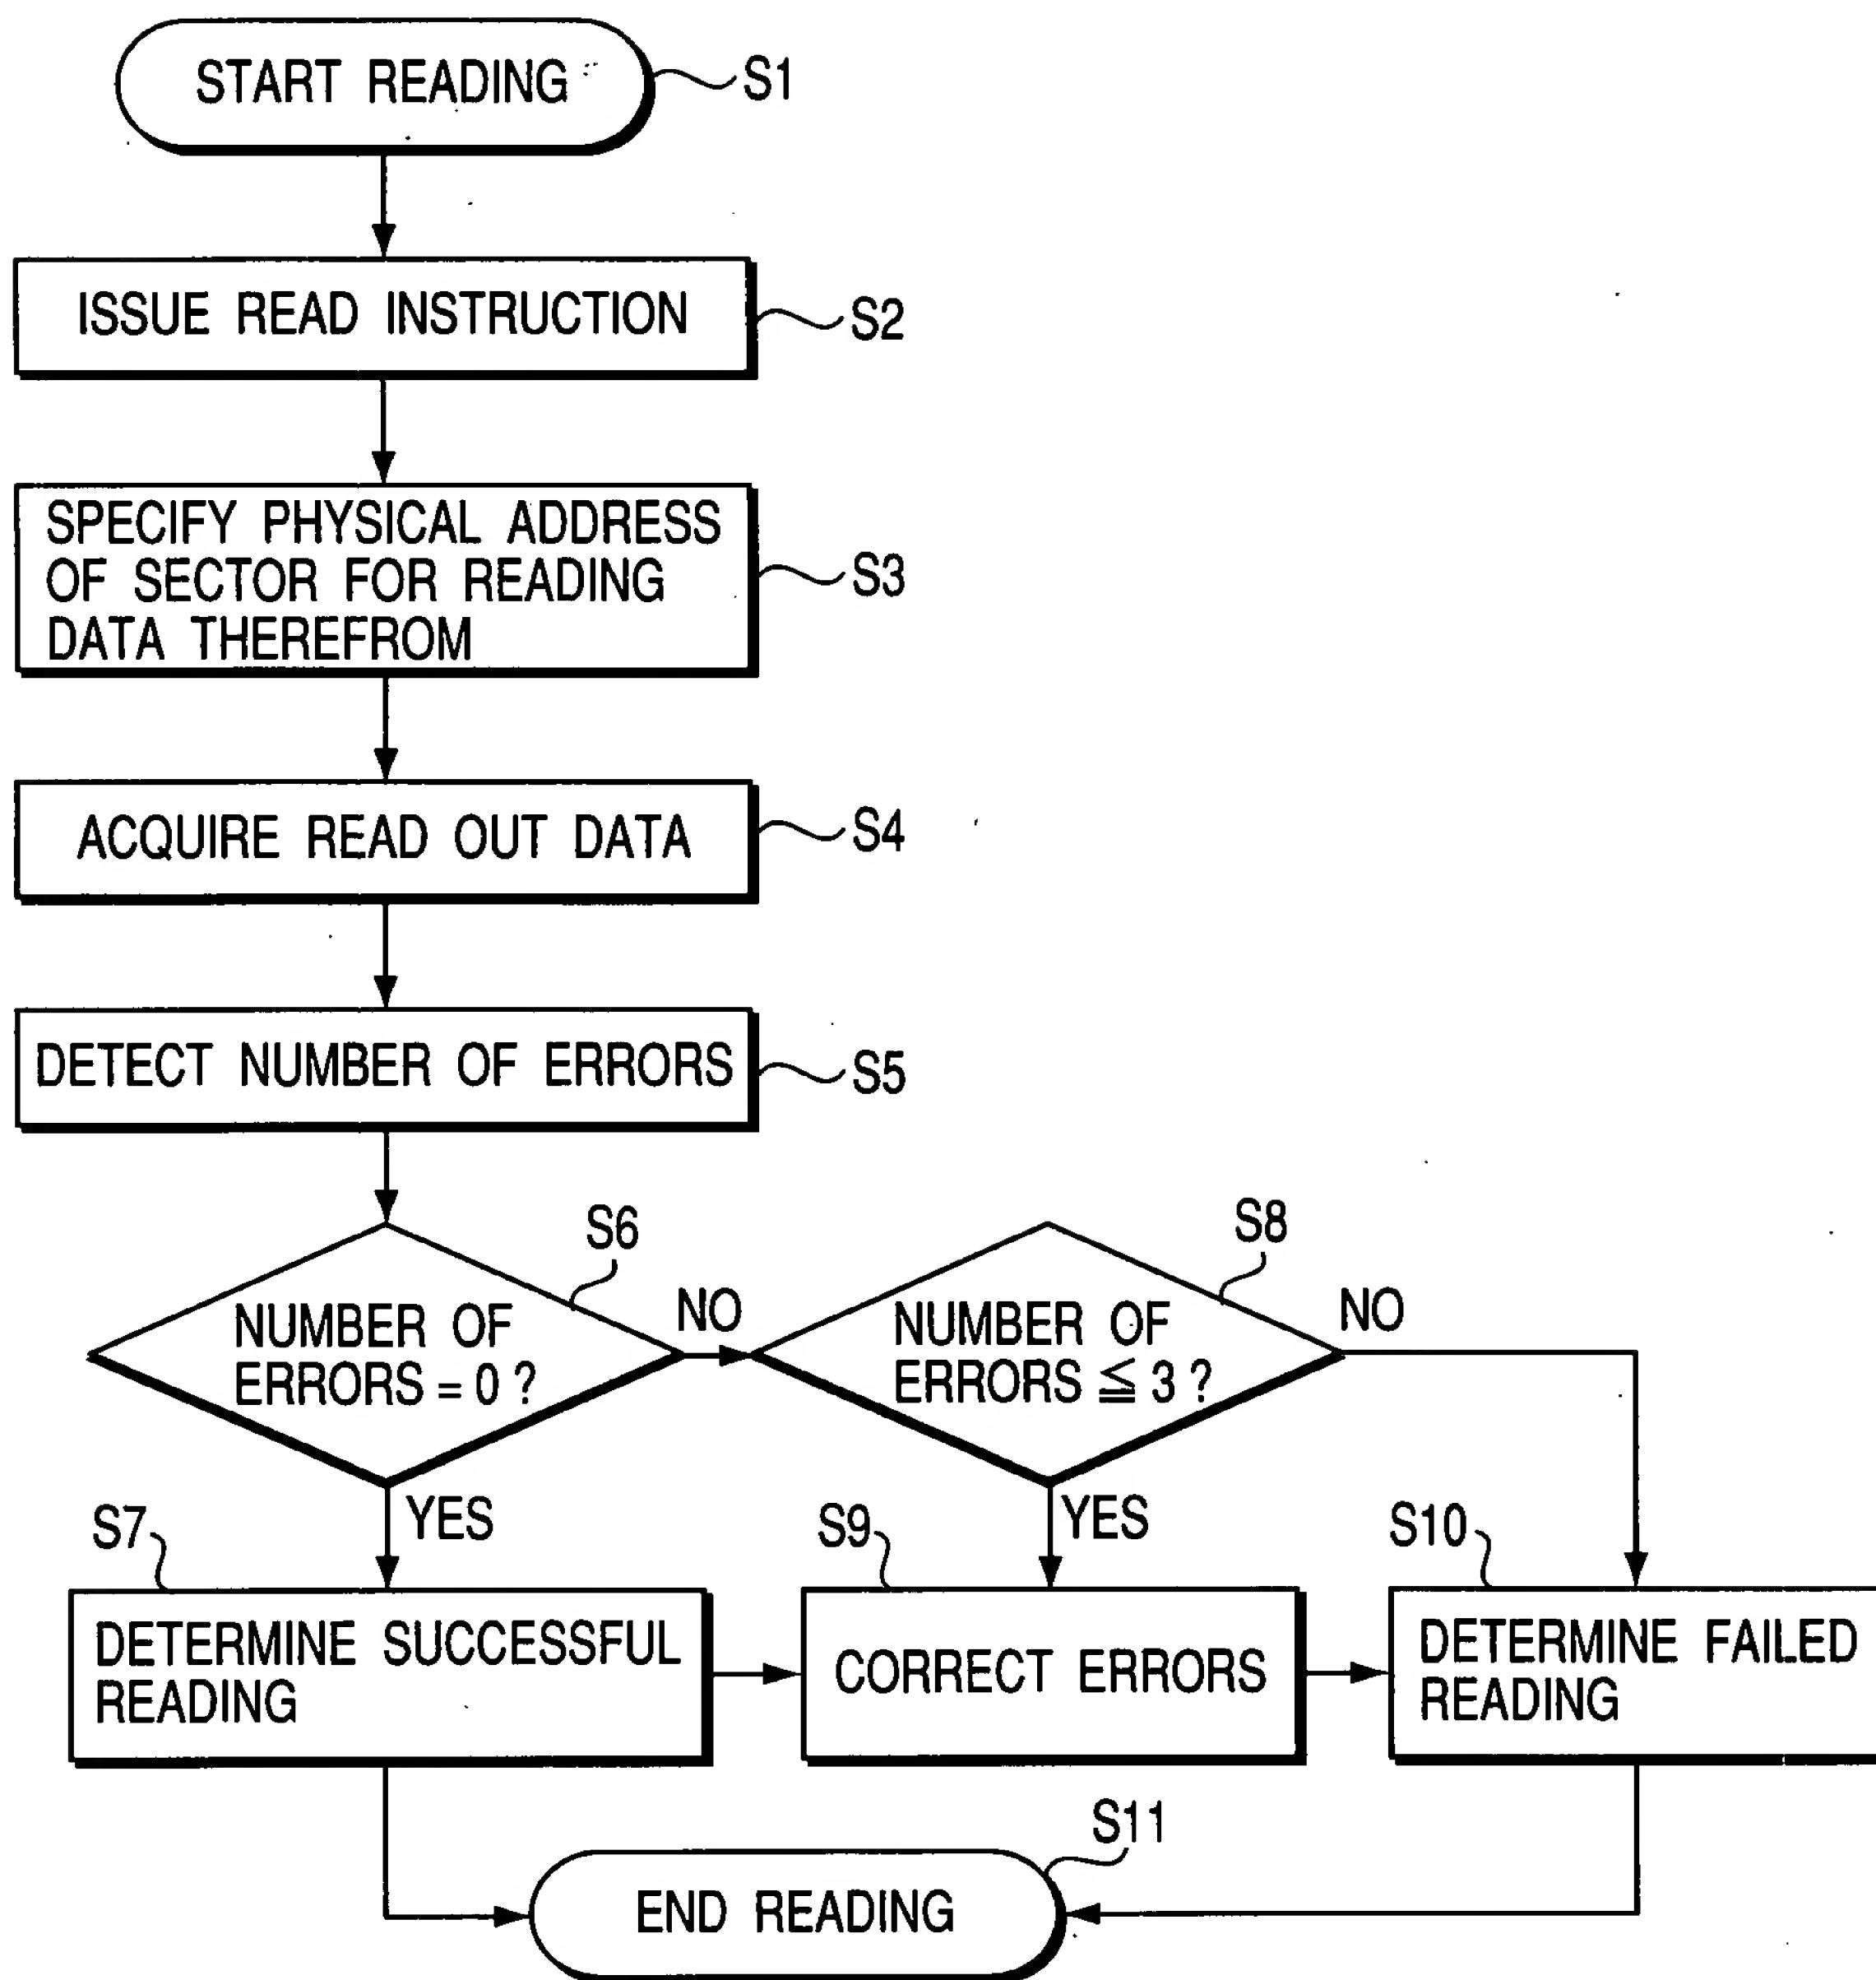 START READING
S1
ISSUE READ INSTRUCTION
S2
SPECIFY PHYSICAL ADDRESS
OF SECTOR FOR READING
DATA THEREFROM
S3
ACQUIRE READ OUT DATA
S4
DETECT NUMBER OF ERRORS
S5
S6
NUMBER OF
ERRORS = 0 ?
NO
YES
S8
NUMBER OF
ERRORS ≦ 3 ?
NO
YES
S7
DETERMINE SUCCESSFUL
READING
S9
CORRECT ERRORS
S10
DETERMINE FAILED
READING
S11
END READING